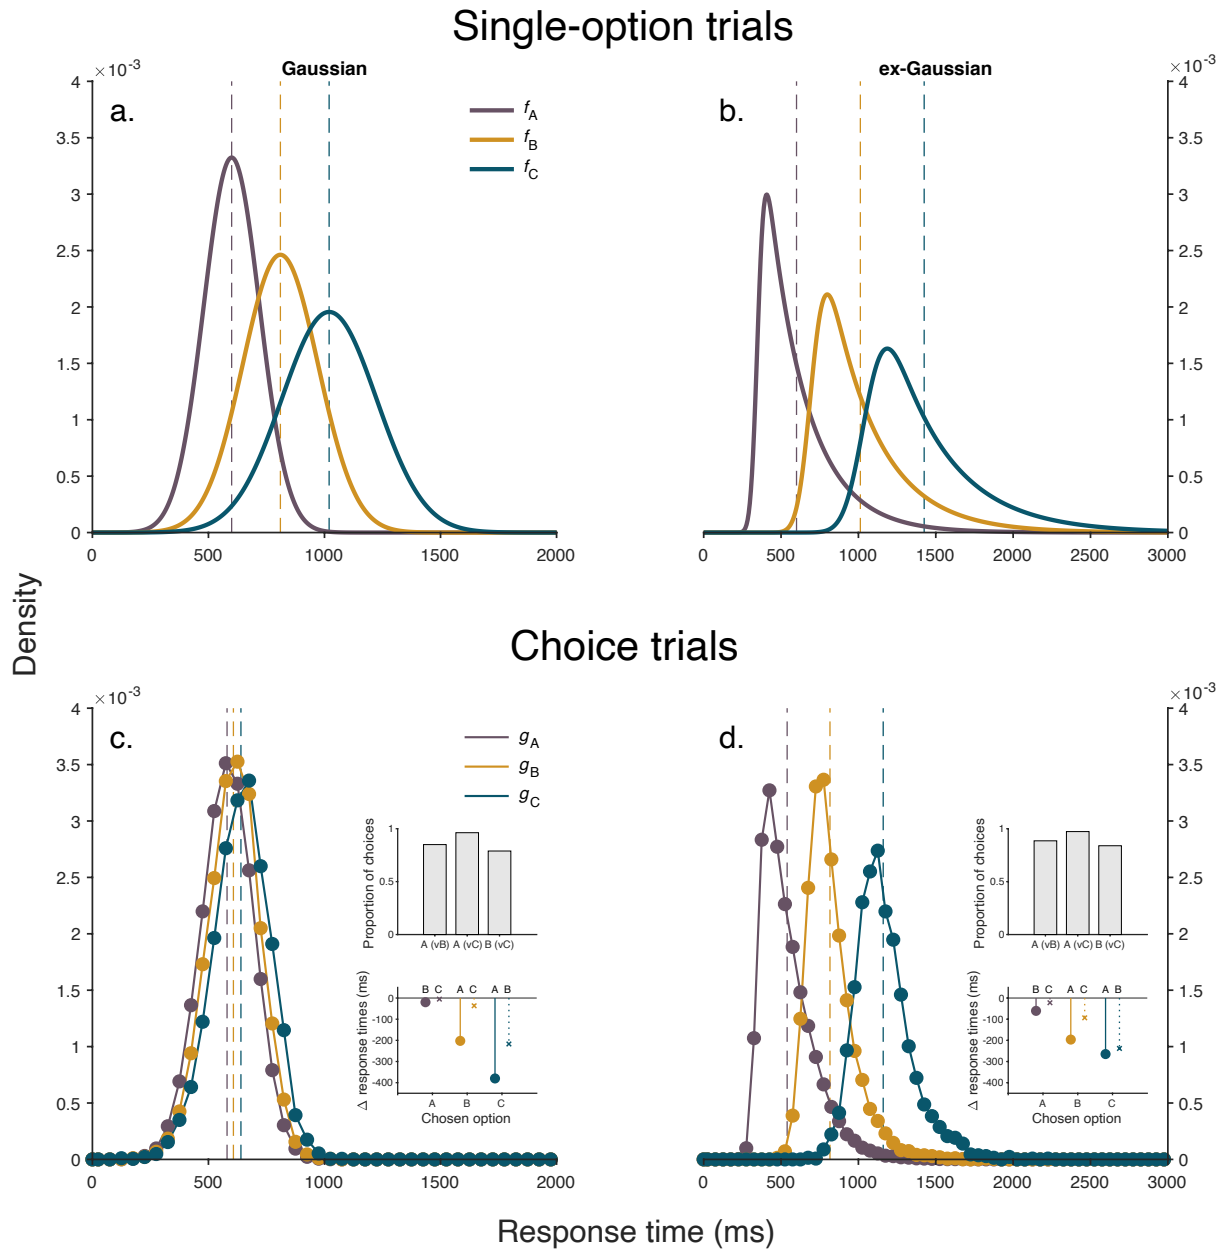 Single-option trials
Gaussian
×10⁻³
a.
4
3.5
3
2.5
2
1.5
1
0.5
0
0 500 1000 1500 2000
f_A
f_B
f_C
ex-Gaussian
×10⁻³
b.
4
3.5
3
2.5
2
1.5
1
0.5
0
0 500 1000 1500 2000 2500 3000
Density
Choice trials
×10⁻³
c.
4
3.5
3
2.5
2
1.5
1
0.5
0
0 500 1000 1500 2000
g_A
g_B
g_C
Proportion of choices
1
0.5
0
A (vB) A (vC) B (vC)
Δ response times (ms)
B C A C A B
0
-100
-200
-300
-400
A B C
Chosen option
×10⁻³
d.
4
3.5
3
2.5
2
1.5
1
0.5
0
0 500 1000 1500 2000 2500 3000
Proportion of choices
1
0.5
0
A (vB) A (vC) B (vC)
Δ response times (ms)
B C A C A B
0
-100
-200
-300
-400
A B C
Chosen option
Response time (ms)